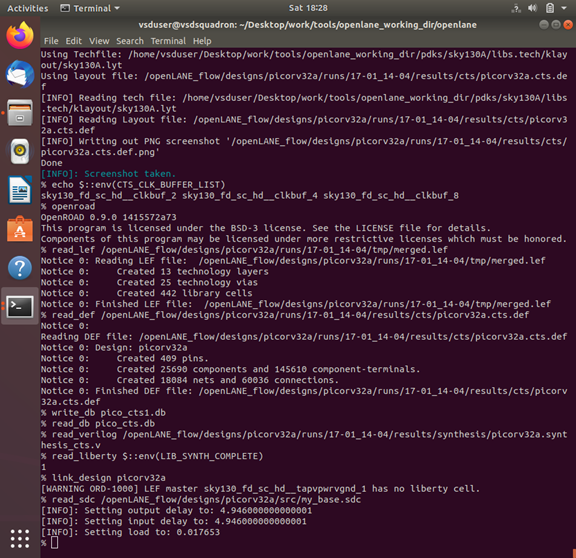 Activities Terminal Sat 18:28
vsduser@vsdsquadron: ~/Desktop/work/tools/openlane_working_dir/openlane
File Edit View Search Terminal Help
Using Techfile: /home/vsduser/Desktop/work/tools/openlane_working_dir/pdks/sky130A/libs.tech/klay
out/sky130A.lyt
Using layout file: /openLANE_flow/designs/picorv32a/runs/17-01_14-04/results/cts/picorv32a.cts.de
f
[INFO] Reading tech file: /home/vsduser/Desktop/work/tools/openlane_working_dir/pdks/sky130A/libs
.tech/klayout/sky130A.lyt
[INFO] Reading Layout file: /openLANE_flow/designs/picorv32a/runs/17-01_14-04/results/cts/picorv3
2a.cts.def
[INFO] Writing out PNG screenshot '/openLANE_flow/designs/picorv32a/runs/17-01_14-04/results/cts/
picorv32a.cts.def.png'
Done
[INFO]: Screenshot taken.
% echo $::env(CTS_CLK_BUFFER_LIST)
sky130_fd_sc_hd__clkbuf_2 sky130_fd_sc_hd__clkbuf_4 sky130_fd_sc_hd__clkbuf_8
% openroad
OpenROAD 0.9.0 1415572a73
This program is licensed under the BSD-3 license. See the LICENSE file for details.
Components of this program may be licensed under more restrictive licenses which must be honored.
% read_lef /openLANE_flow/designs/picorv32a/runs/17-01_14-04/tmp/merged.lef
Notice 0: Reading LEF file:  /openLANE_flow/designs/picorv32a/runs/17-01_14-04/tmp/merged.lef
Notice 0:     Created 13 technology layers
Notice 0:     Created 25 technology vias
Notice 0:     Created 442 library cells
Notice 0: Finished LEF file:  /openLANE_flow/designs/picorv32a/runs/17-01_14-04/tmp/merged.lef
% read_def /openLANE_flow/designs/picorv32a/runs/17-01_14-04/results/cts/picorv32a.cts.def
Notice 0:
Reading DEF file: /openLANE_flow/designs/picorv32a/runs/17-01_14-04/results/cts/picorv32a.cts.def
Notice 0: Design: picorv32a
Notice 0:     Created 409 pins.
Notice 0:     Created 25690 components and 145610 component-terminals.
Notice 0:     Created 18084 nets and 60036 connections.
Notice 0: Finished DEF file: /openLANE_flow/designs/picorv32a/runs/17-01_14-04/results/cts/picorv
32a.cts.def
% write_db pico_cts1.db
% read_db pico_cts.db
% read_verilog /openLANE_flow/designs/picorv32a/runs/17-01_14-04/results/synthesis/picorv32a.synt
hesis_cts.v
% read_liberty $::env(LIB_SYNTH_COMPLETE)
1
% link_design picorv32a
[WARNING ORD-1000] LEF master sky130_fd_sc_hd__tapvpwrvgnd_1 has no liberty cell.
% read_sdc /openLANE_flow/designs/picorv32a/src/my_base.sdc
[INFO]: Setting output delay to: 4.946000000000001
[INFO]: Setting input delay to: 4.946000000000001
[INFO]: Setting load to: 0.017653
%